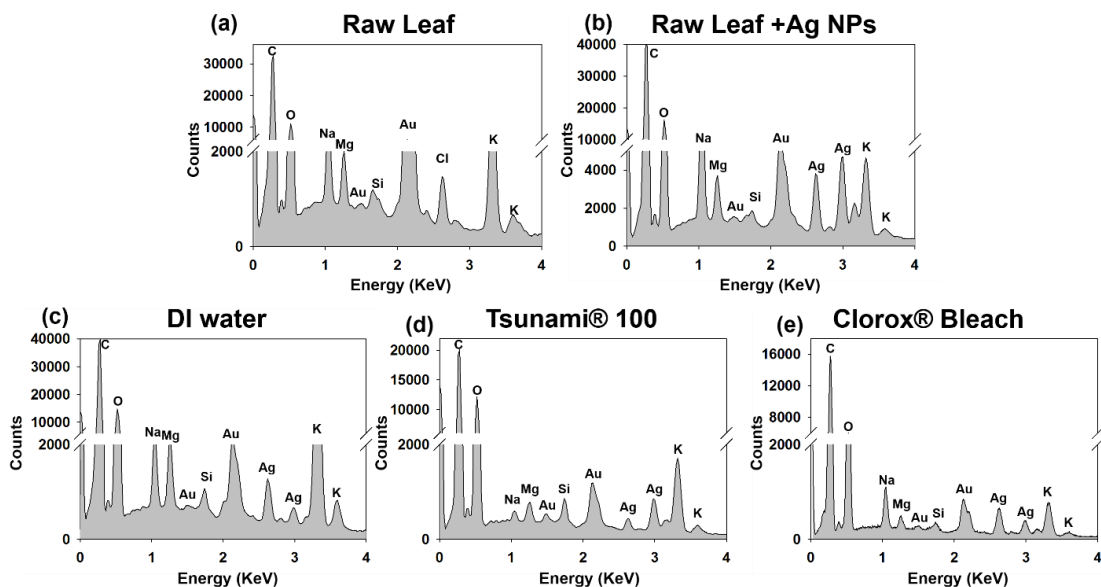 (a) Raw Leaf
Counts
30000
20000
10000
2000
0
C
O
Na
Mg
Au
Si
Au
Cl
K
K
0 1 2 3 4
Energy (KeV)
(b) Raw Leaf +Ag NPs
Counts
40000
30000
20000
10000
4000
2000
0
C
O
Na
Mg
Au
Si
Au
Ag
Ag
K
K
0 1 2 3 4
Energy (KeV)
(c) DI water
Counts
40000
30000
20000
10000
2000
0
C
O
Na
Mg
Au
Si
Au
Ag
Ag
K
K
0 1 2 3 4
Energy (KeV)
(d) Tsunami® 100
Counts
20000
15000
10000
2000
0
C
O
Na
Mg
Au
Si
Au
Ag
Ag
K
K
0 1 2 3 4
Energy (KeV)
(e) Clorox® Bleach
Counts
16000
12000
8000
2000
0
C
O
Na
Mg
Au
Si
Au
Ag
Ag
K
K
0 1 2 3 4
Energy (KeV)